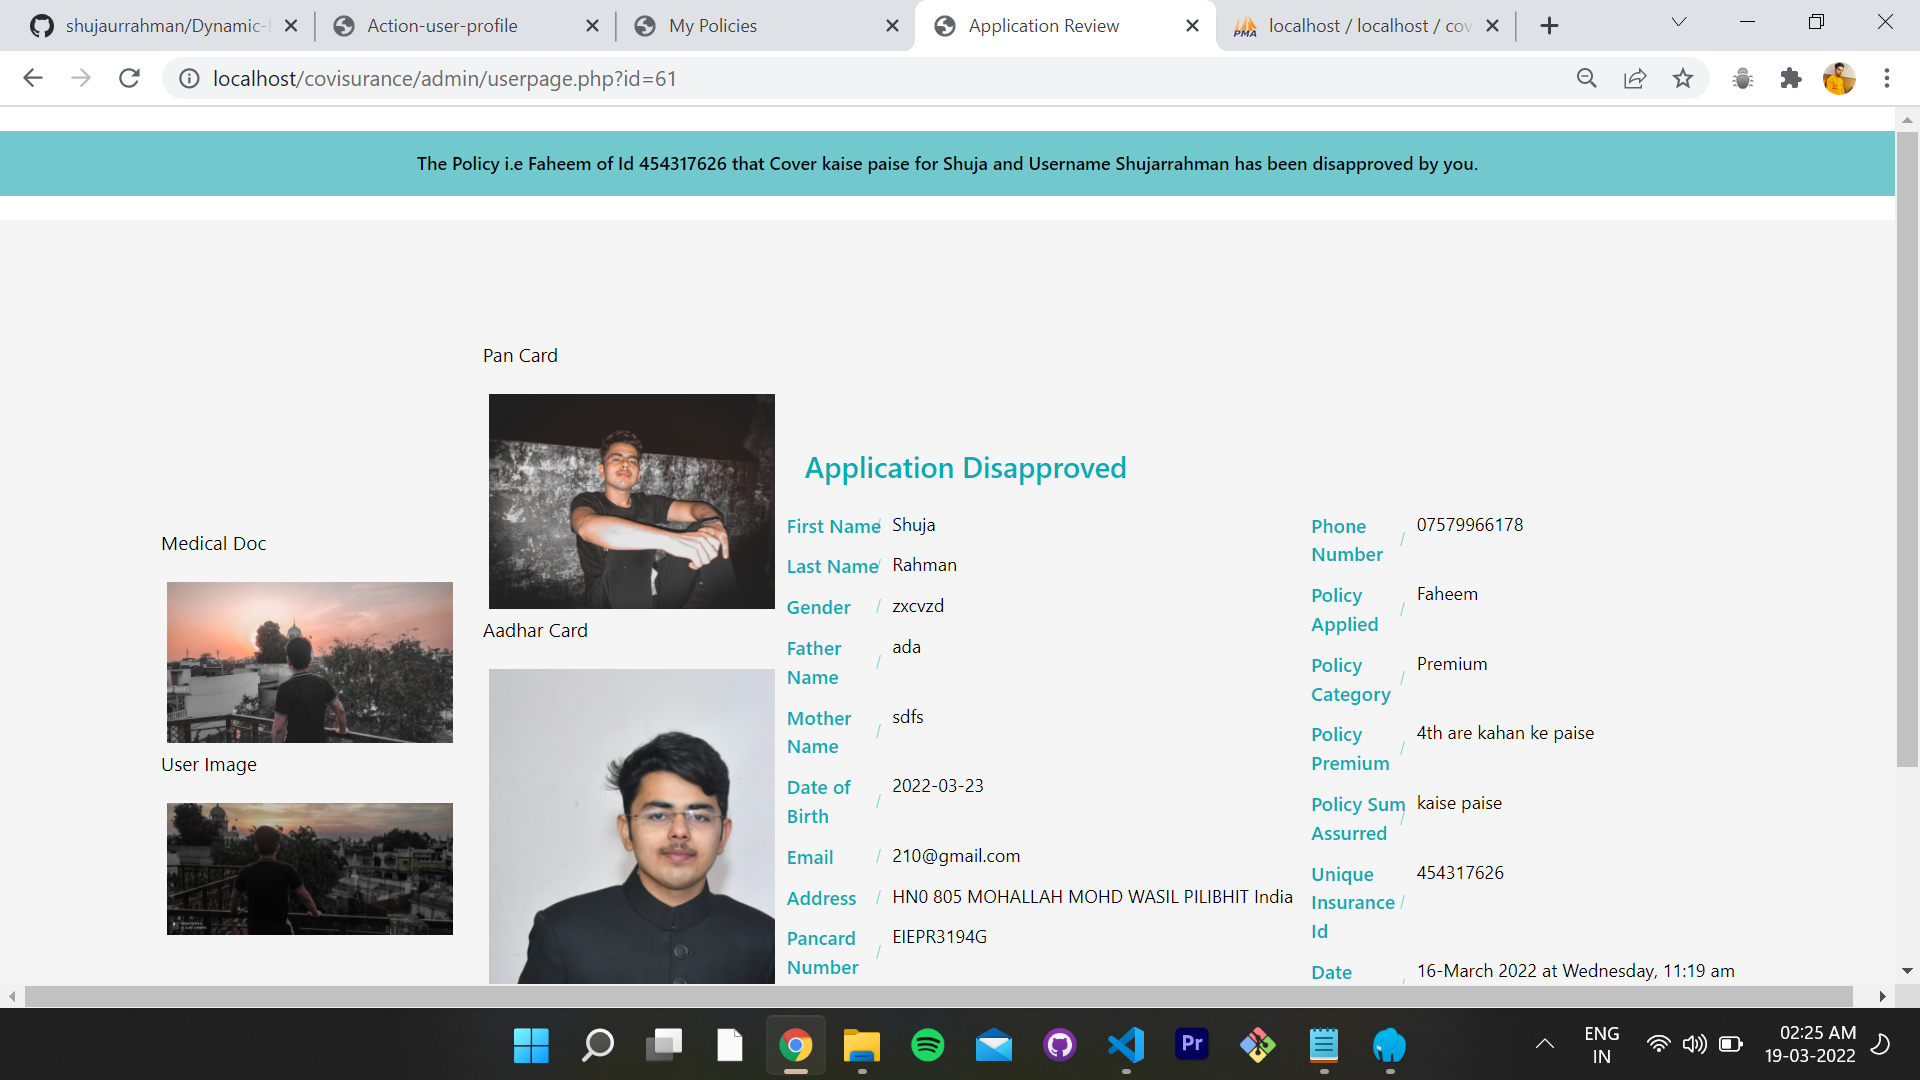 shujaurrahman/Dynamic-
Action-user-profile
My Policies
Application Review
PMA
localhost / localhost / cov
localhost/covisurance/admin/userpage.php?id=61
The Policy i.e Faheem of Id 454317626 that Cover kaise paise for Shuja and Username Shujarrahman has been disapproved by you.
Medical Doc
User Image
Pan Card
Aadhar Card
Application Disapproved
First Name / Shuja
Last Name / Rahman
Gender / zxcvzd
Father
Name / ada
Mother
Name / sdfs
Date of
Birth / 2022-03-23
Email / 210@gmail.com
Address / HN0 805 MOHALLAH MOHD WASIL PILIBHIT India
Pancard
Number / EIEPR3194G
Phone
Number / 07579966178
Policy
Applied / Faheem
Policy
Category / Premium
Policy
Premium / 4th are kahan ke paise
Policy Sum
Assurred / kaise paise
Unique
Insurance /
Id 454317626
Date / 16-March 2022 at Wednesday, 11:19 am
Pr
ENG
IN
02:25 AM
19-03-2022